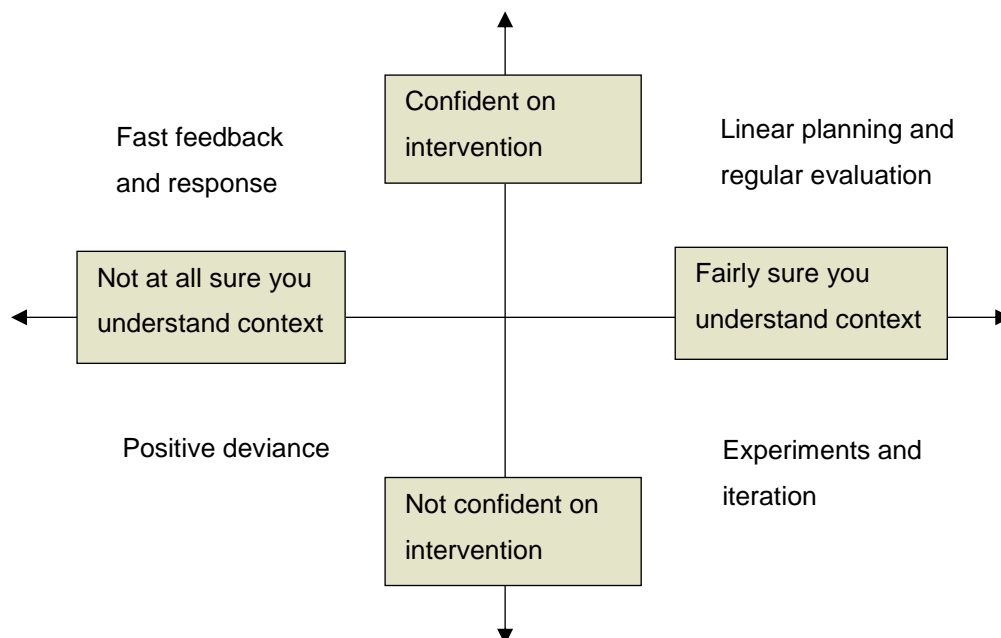 Confident on
intervention
Fast feedback
and response
Linear planning and
regular evaluation
Not at all sure you
understand context
Fairly sure you
understand context
Positive deviance
Experiments and
iteration
Not confident on
intervention